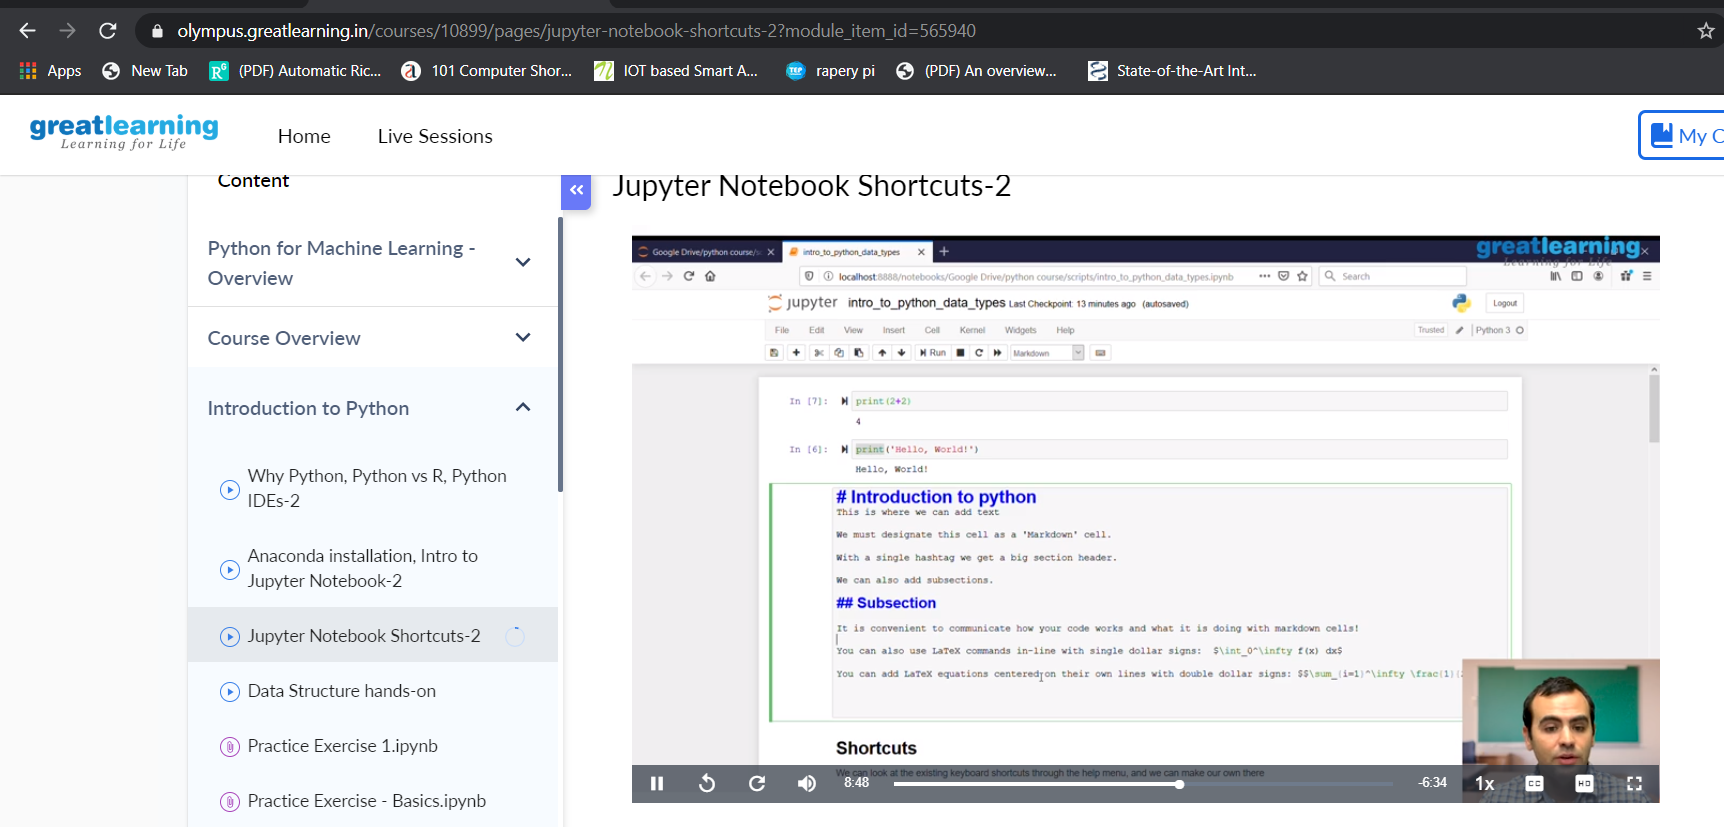 olympus.greatlearning.in/courses/10899/pages/jupyter-notebook-shortcuts-2?module_item_id=565940
Apps New Tab (PDF) Automatic Ric... 101 Computer Shor... IOT based Smart A... rapery pi (PDF) An overview... State-of-the-Art Int...
greatlearning
Learning for Life
Home Live Sessions
My C
Content
Jupyter Notebook Shortcuts-2
Python for Machine Learning -
Overview
Course Overview
Introduction to Python
Why Python, Python vs R, Python
IDEs-2
Anaconda installation, Intro to
Jupyter Notebook-2
Jupyter Notebook Shortcuts-2
Data Structure hands-on
Practice Exercise 1.ipynb
Practice Exercise - Basics.ipynb
Google Drive/python course/s intro_to_python_data_types
greatlearning
Learning for Life
localhost:8888/notebooks/Google Drive/python course/scripts/intro_to_python_data_types.ipynb Search
jupyter intro_to_python_data_types Last Checkpoint: 13 minutes ago (autosaved)
Logout
File Edit View Insert Cell Kernel Widgets Help
Trusted Python 3
Run Markdown
In [7]: print(2+2)
4
In [6]: print('Hello, World!')
Hello, World!
# Introduction to python
This is where we can add text
We must designate this cell as a 'Markdown' cell.
With a single hashtag we get a big section header.
We can also add subsections.
## Subsection
It is convenient to communicate how your code works and what it is doing with markdown cells!
You can also use LaTeX commands in-line with single dollar signs: $\int_0^\infty f(x) dx$
You can add LaTeX equations centered on their own lines with double dollar signs: $$\sum_{i=1}^\infty \frac{1}{
Shortcuts
We can look at the existing keyboard shortcuts through the help menu, and we can make our own there
8:48 -6:34 1x CC HD